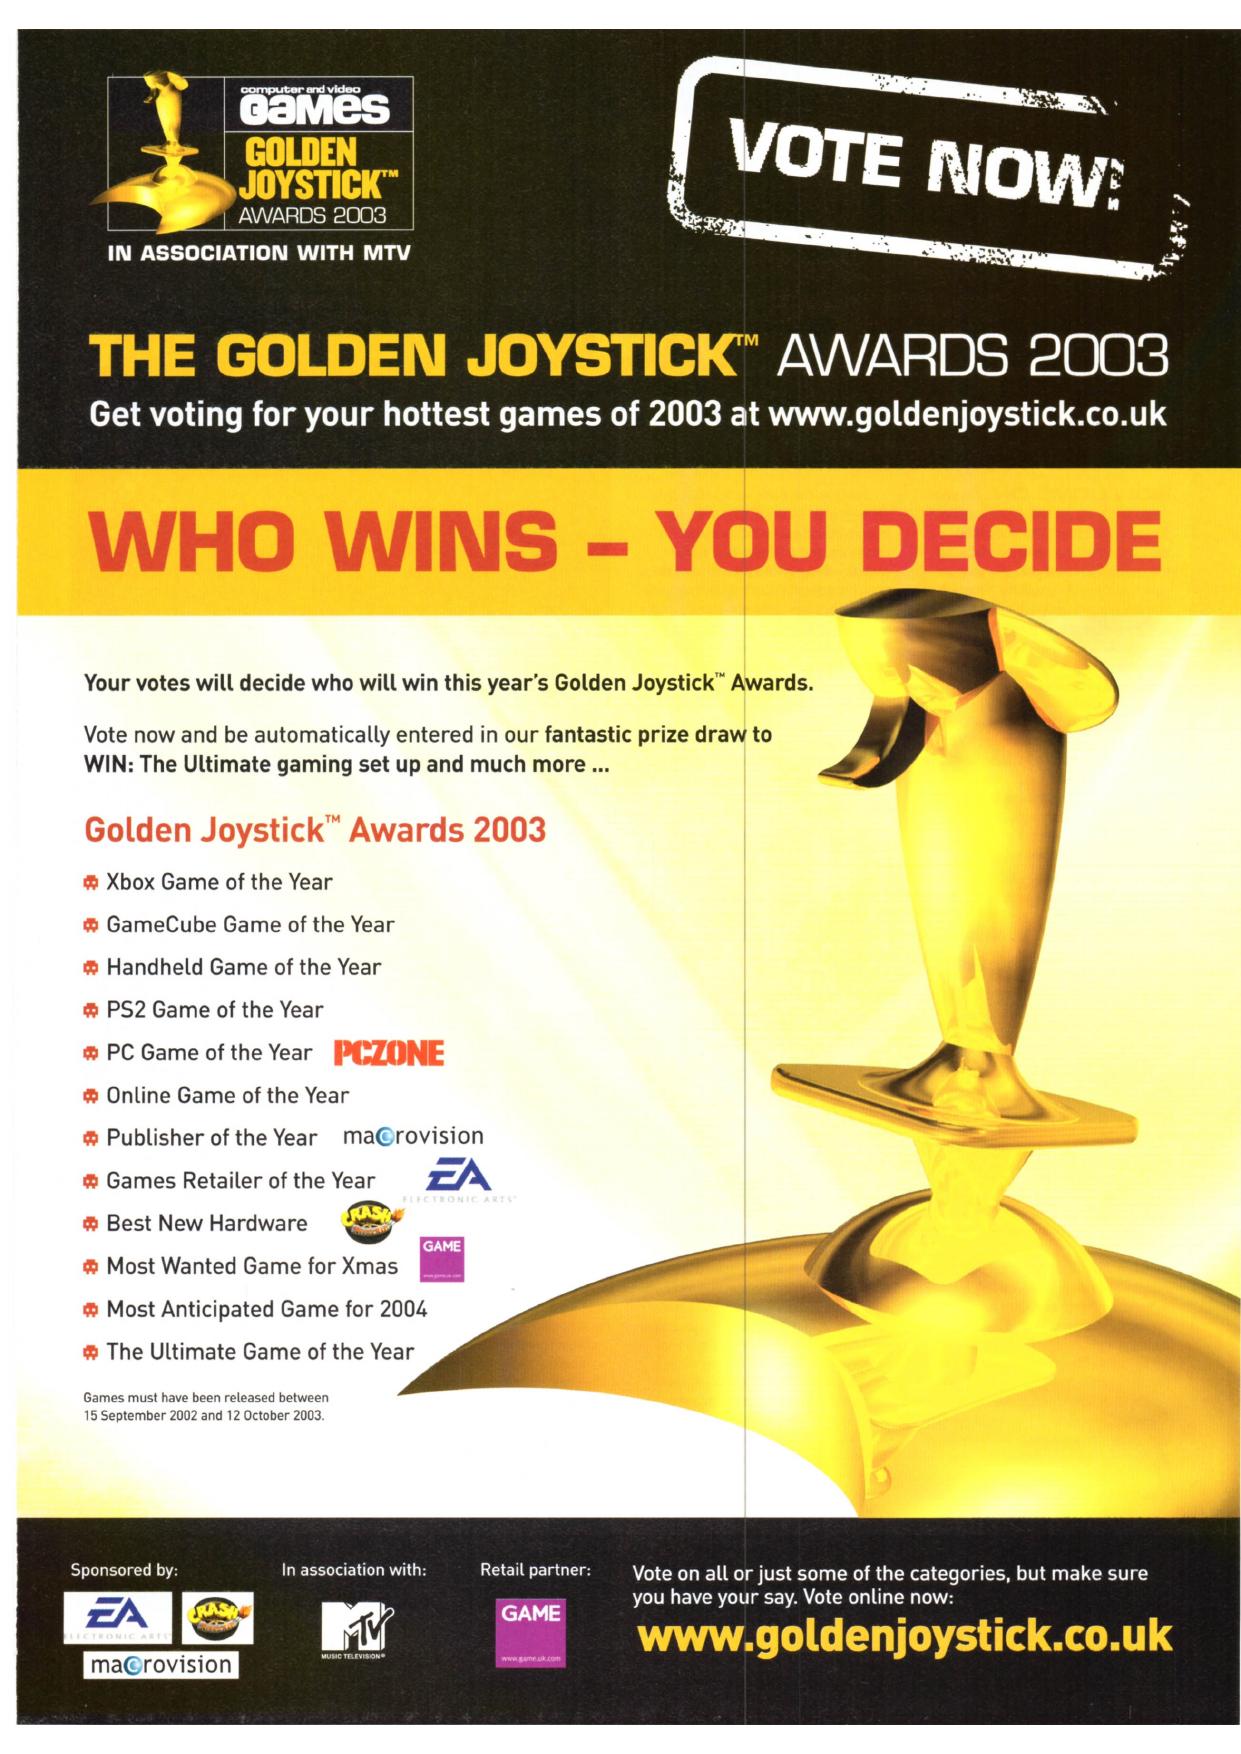 computer and video
GAMES
GOLDEN
JOYSTICK™
AWARDS 2003
IN ASSOCIATION WITH MTV
VOTE NOW!
THE GOLDEN JOYSTICK™ AWARDS 2003
Get voting for your hottest games of 2003 at www.goldenjoystick.co.uk
WHO WINS – YOU DECIDE
Your votes will decide who will win this year's Golden Joystick™ Awards.
Vote now and be automatically entered in our fantastic prize draw to
WIN: The Ultimate gaming set up and much more ...
Golden Joystick™ Awards 2003
Xbox Game of the Year
GameCube Game of the Year
Handheld Game of the Year
PS2 Game of the Year
PC Game of the Year PCZONE
Online Game of the Year
Publisher of the Year macrovision
Games Retailer of the Year EA
ELECTRONIC ARTS™
Best New Hardware CRASH
Most Wanted Game for Xmas GAME
www.game.uk.com
Most Anticipated Game for 2004
The Ultimate Game of the Year
Games must have been released between
15 September 2002 and 12 October 2003.
Sponsored by:
EA
ELECTRONIC ARTS™
CRASH
macrovision
In association with:
MTV
MUSIC TELEVISION®
Retail partner:
GAME
www.game.uk.com
Vote on all or just some of the categories, but make sure
you have your say. Vote online now:
www.goldenjoystick.co.uk